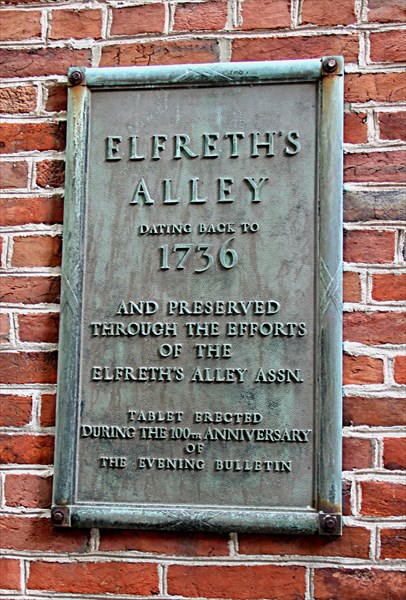 ELFRETH'S
ALLEY
DATING BACK TO
1736
AND PRESERVED
THROUGH THE EFFORTS
OF THE
ELFRETH'S ALLEY ASSN.
TABLET ERECTED
DURING THE 100TH ANNIVERSARY
OF
THE EVENING BULLETIN